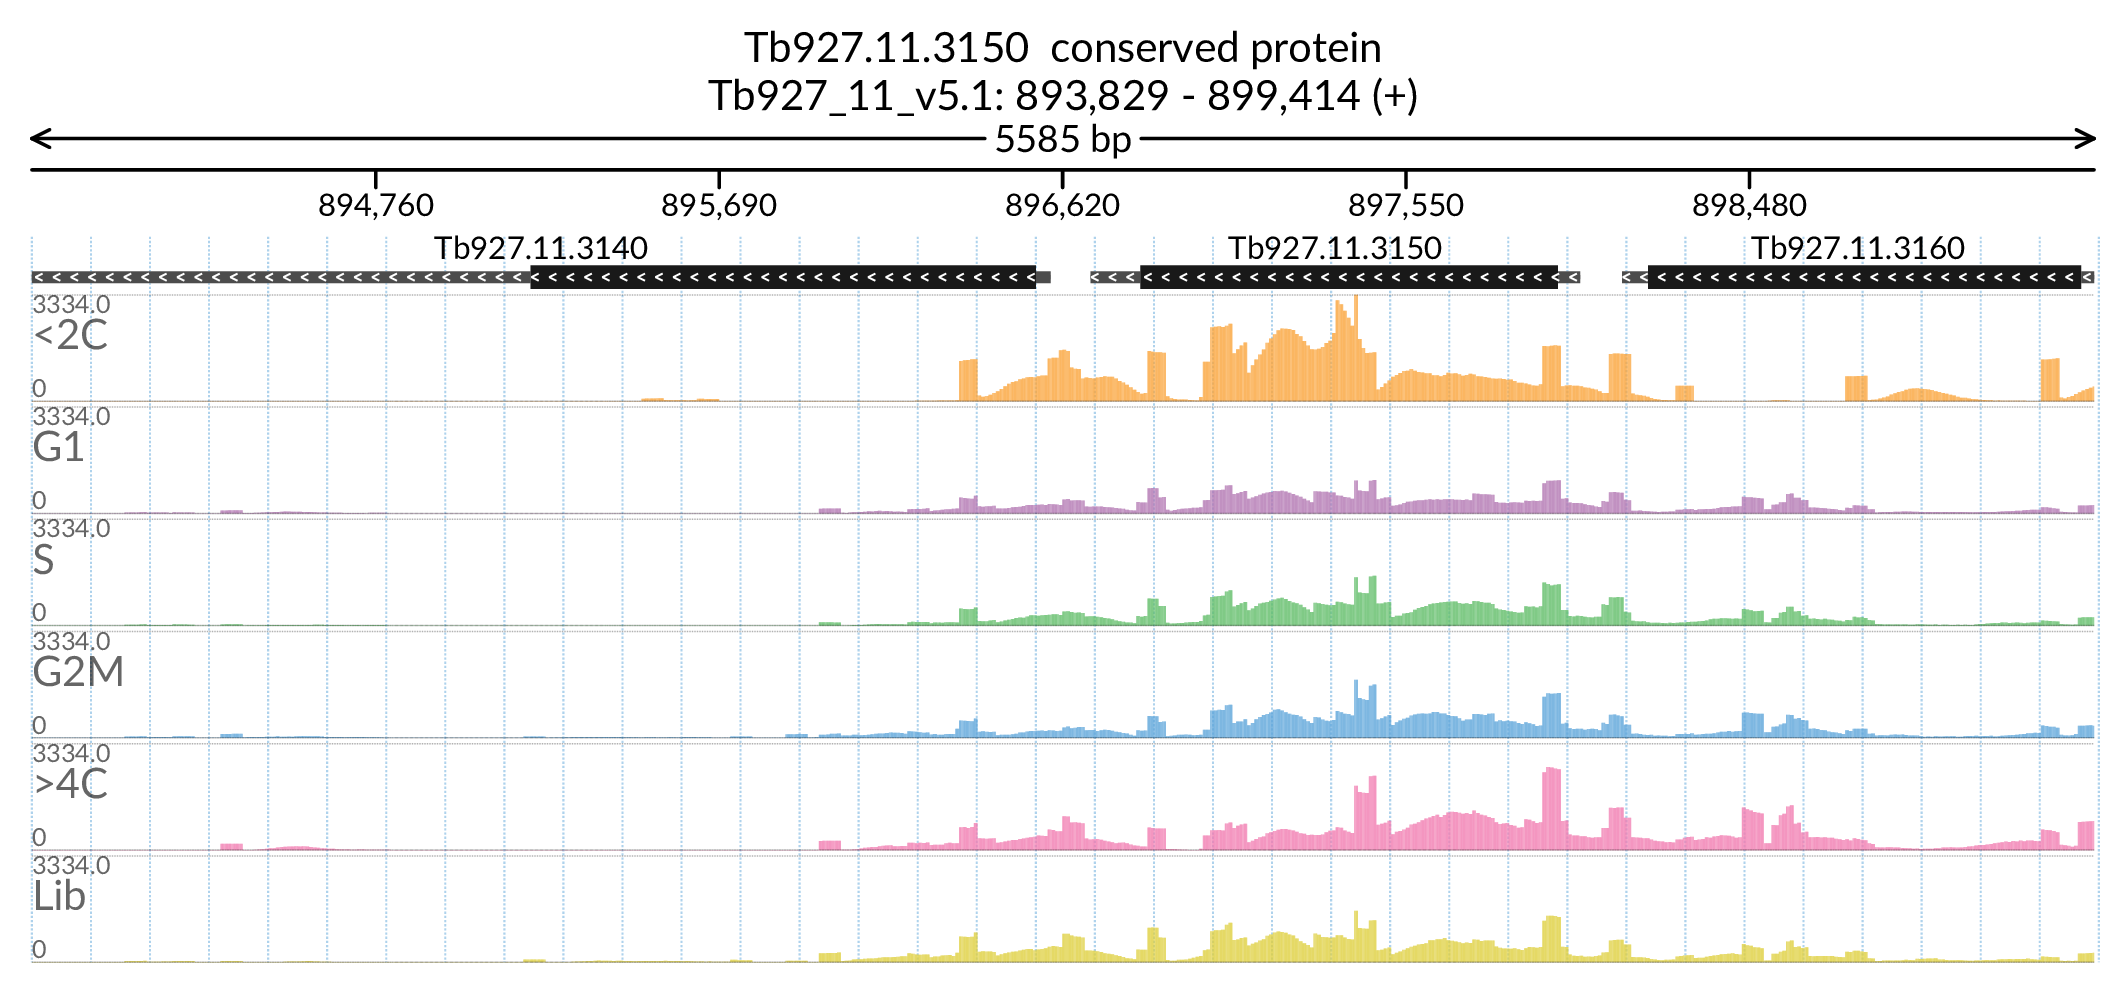 Tb927.11.3150  conserved protein
Tb927_11_v5.1: 893,829 - 899,414 (+)
5585 bp
894,760 895,690 896,620 897,550 898,480
Tb927.11.3140 Tb927.11.3150 Tb927.11.3160
3334.0
<2C
0
3334.0
G1
0
3334.0
S
0
3334.0
G2M
0
3334.0
>4C
0
3334.0
Lib
0